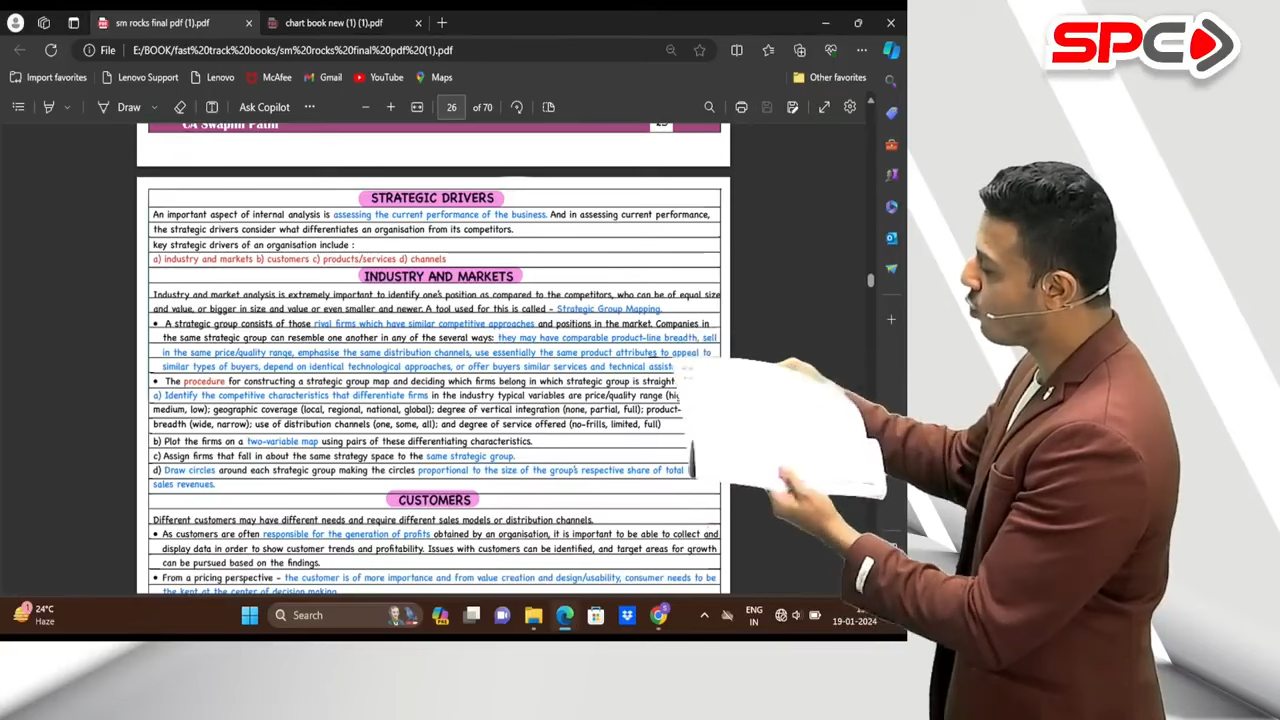 sm rocks final pdf (1).pdf
chart book new (1) (1).pdf
SPC
File
E:/BOOK/fast%20track%20books/sm%20rocks%20final%20pdf%20(1).pdf
Import favorites
Lenovo Support
Lenovo
McAfee
Gmail
YouTube
Maps
Other favorites
Draw
Ask Copilot
26
of 70
CA Swapnil Patni
STRATEGIC DRIVERS
An important aspect of internal analysis is assessing the current performance of the business. And in assessing current performance,
the strategic drivers consider what differentiates an organisation from its competitors.
key strategic drivers of an organisation include :
a) industry and markets b) customers c) products/services d) channels
INDUSTRY AND MARKETS
Industry and market analysis is extremely important to identify one's position as compared to the competitors, who can be of equal size
and value, or bigger in size and value or even smaller and newer. A tool used for this is called - Strategic Group Mapping.
• A strategic group consists of those rival firms which have similar competitive approaches and positions in the market. Companies in
the same strategic group can resemble one another in any of the several ways: they may have comparable product-line breadth, sell
in the same price/quality range, emphasise the same distribution channels, use essentially the same product attributes to appeal to
similar types of buyers, depend on identical technological approaches, or offer buyers similar services and technical
• The procedure for constructing a strategic group map and deciding which firms belong in which strategic group is straight
a) Identify the competitive characteristics that differentiate firms in the industry typical variables are price/quality range
medium, low); geographic coverage (local, regional, national, global); degree of vertical integration (none, partial, full); product-
breadth (wide, narrow); use of distribution channels (one, some, all); and degree of service offered (no-frills, limited, full)
b) Plot the firms on a two-variable map using pairs of these differentiating characteristics.
c) Assign firms that fall in about the same strategy space to the same strategic group.
d) Draw circles around each strategic group making the circles proportional to the size of the group's respective share of total
sales revenues.
CUSTOMERS
Different customers may have different needs and require different sales models or distribution channels.
• As customers are often responsible for the generation of profits obtained by an organisation, it is important to be able to collect and
display data in order to show customer trends and profitability. Issues with customers can be identified, and target areas for growth
can be pursued based on the findings.
• From a pricing perspective - the customer is of more importance and from value creation and design/usability, consumer needs to be
the kept at the center of decision making
24°C
Haze
Search
ENG
IN
19-01-2024